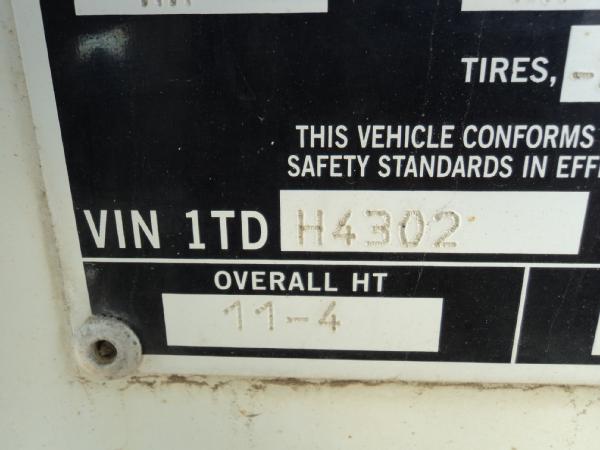 TIRES,
THIS VEHICLE CONFORMS
SAFETY STANDARDS IN EFF
VIN 1TD H4302
OVERALL HT
11-4